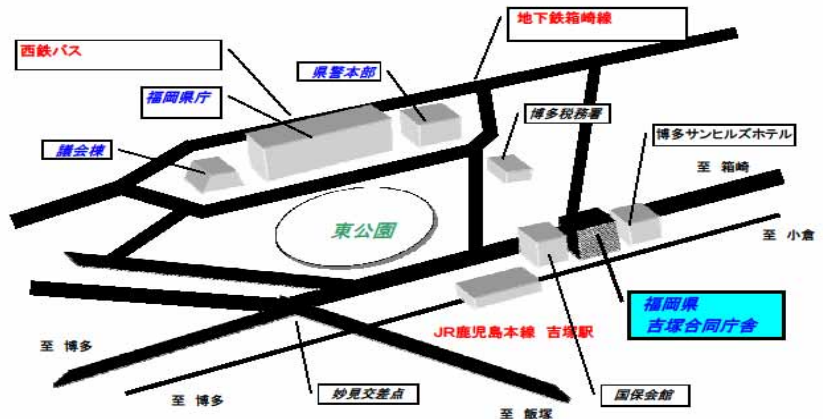 地下鉄箱崎線
西鉄バス
県警本部
福岡県庁
博多税務署
博多サンヒルズホテル
議会棟
至 箱崎
東公園
至 小倉
福岡県
吉塚合同庁舎
JR鹿児島本線 吉塚駅
至 博多
妙見交差点
国保会館
至 博多
至 飯塚